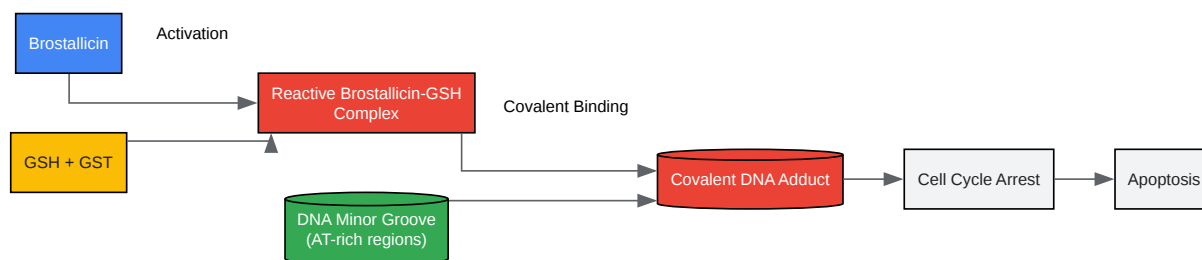 Brostallicin
Activation
Reactive Brostallicin-GSH
Complex
Covalent Binding
GSH + GST
Covalent DNA Adduct
Cell Cycle Arrest
Apoptosis
DNA Minor Groove
(AT-rich regions)